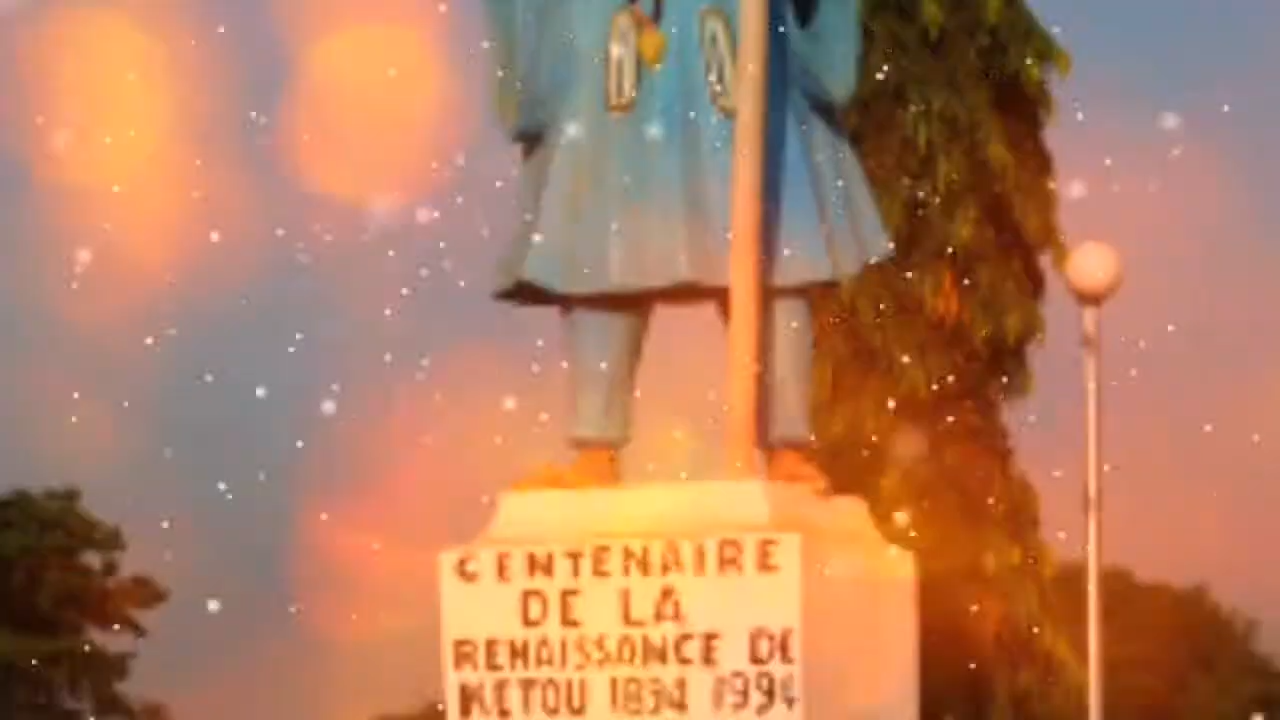 CENTENAIRE
DE LA
RENAISSANCE DE
KETOU 1894 1994